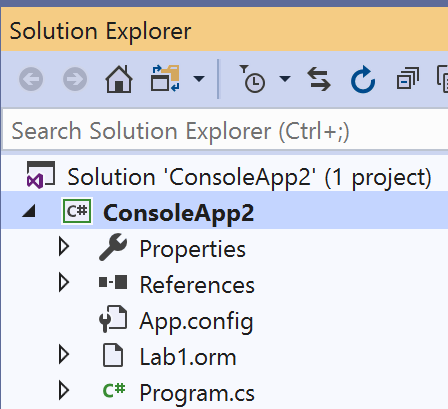 Solution Explorer
Search Solution Explorer (Ctrl+;)
Solution 'ConsoleApp2' (1 project)
C# ConsoleApp2
Properties
References
App.config
Lab1.orm
C# Program.cs